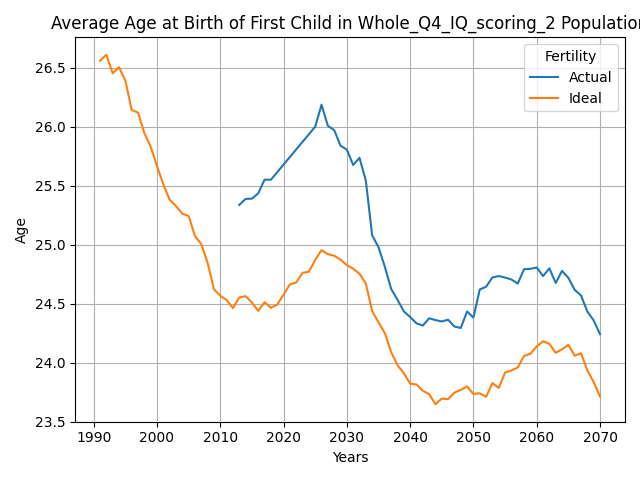 Average Age at Birth of First Child in Whole_Q4_IQ_scoring_2 Population
Fertility
Actual
Ideal
26.5
26.0
25.5
25.0
24.5
24.0
23.5
Age
1990 2000 2010 2020 2030 2040 2050 2060 2070
Years